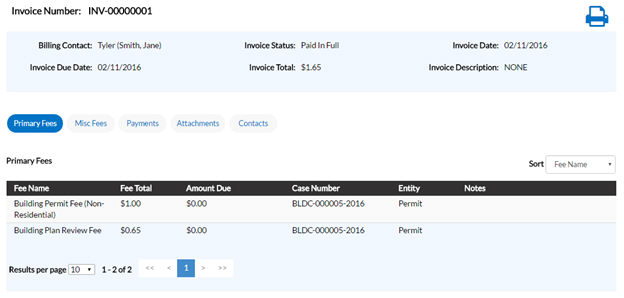 Invoice Number: INV-00000001
Billing Contact: Tyler (Smith, Jane) Invoice Status: Paid In Full Invoice Date: 02/11/2016
Invoice Due Date: 02/11/2016 Invoice Total: $1.65 Invoice Description: NONE
Primary Fees Misc Fees Payments Attachments Contacts
Primary Fees Sort Fee Name
Fee Name Fee Total Amount Due Case Number Entity Notes
Building Permit Fee (Non- $1.00 $0.00 BLDC-000005-2016 Permit
Residential)
Building Plan Review Fee $0.65 $0.00 BLDC-000005-2016 Permit
Results per page 10 1 - 2 of 2 << < 1 > >>